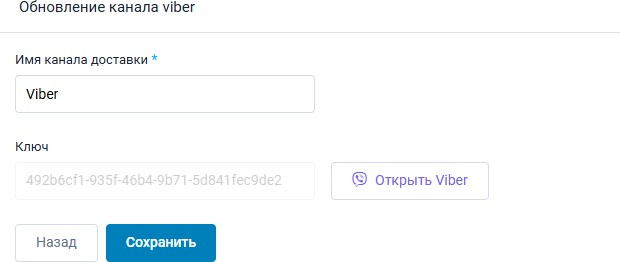 Обновление канала viber
Имя канала доставки *
Viber
Ключ
492b6cf1-935f-46b4-9b71-5d841fec9de2
Открыть Viber
Назад
Сохранить